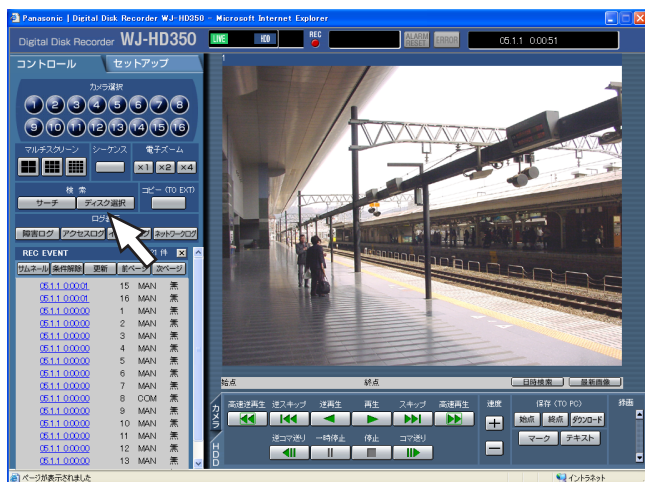 Panasonic | Digital Disk Recorder WJ-HD350 - Microsoft Internet Explorer
Digital Disk Recorder WJ-HD350
LIVE HDD REC ALARM RESET ERROR 05.1.1 0:00:51
コントロール セットアップ
1
カメラ選択
1 2 3 4 5 6 7 8
9 10 11 12 13 14 15 16
マルチスクリーン シーケンス 電子ズーム
×1 ×2 ×4
検 索 コピー (TO EXT)
サーチ ディスク選択
障害ログ アクセスログ ネットワークログ
REC EVENT 件
サムネール 条件解除 更新 前ページ 次ページ
05.1.1 0:00:01 15 MAN 無
05.1.1 0:00:01 16 MAN 無
05.1.1 0:00:00 1 MAN 無
05.1.1 0:00:00 2 MAN 無
05.1.1 0:00:00 3 MAN 無
05.1.1 0:00:00 4 MAN 無
05.1.1 0:00:00 5 MAN 無
05.1.1 0:00:00 6 MAN 無
05.1.1 0:00:00 7 MAN 無
05.1.1 0:00:00 8 COM 無
05.1.1 0:00:00 9 MAN 無
05.1.1 0:00:00 10 MAN 無
05.1.1 0:00:00 11 MAN 無
05.1.1 0:00:00 12 MAN 無
05.1.1 0:00:00 13 MAN 無
始点 終点 日時検索 最新画像
カメラ
HDD
高速逆再生 逆スキップ 逆再生 再生 スキップ 高速再生 速度 保存 (TO PC) 録画
始点 終点 ダウンロード
逆コマ送り 一時停止 停止 コマ送り
マーク テキスト
ページが表示されました イントラネット